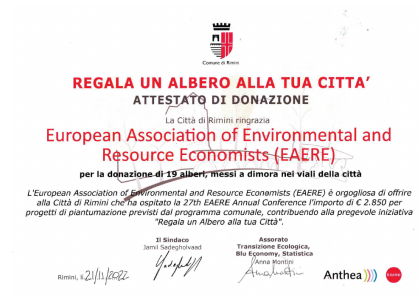 Comune di Rimini
REGALA UN ALBERO ALLA TUA CITTA'
ATTESTATO DI DONAZIONE
La Città di Rimini ringrazia
European Association of Environmental and
Resource Economists (EAERE)
per la donazione di 19 alberi, messi a dimora nei viali della città
L'European Association of Environmental and Resource Economists (EAERE) è orgogliosa di offrire
alla Città di Rimini che ha ospitato la 27th EAERE Annual Conference l'importo di € 2.850 per
progetti di piantumazione previsti dal programma comunale, contribuendo alla pregevole iniziativa
"Regala un Albero alla tua Città".
Il Sindaco
Jamil Sadegholvaad
Assorato
Transizione Ecologica,
Blu Economy, Statistica
Anna Montini
Rimini, il 21/11/2022
Anthea